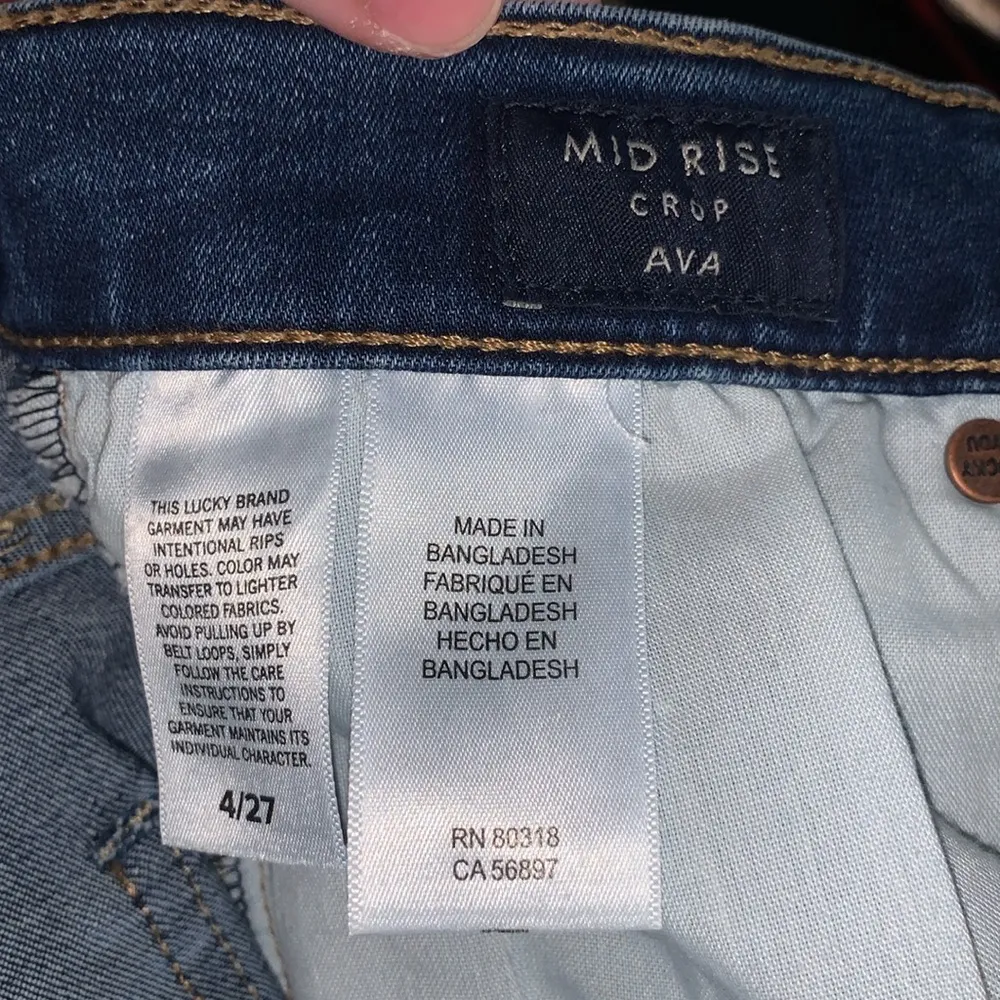 MID RISE
CROP
AVA
THIS LUCKY BRAND
GARMENT MAY HAVE
INTENTIONAL RIPS
OR HOLES. COLOR MAY
TRANSFER TO LIGHTER
COLORED FABRICS.
AVOID PULLING UP BY
BELT LOOPS, SIMPLY
FOLLOW THE CARE
INSTRUCTIONS TO
ENSURE THAT YOUR
GARMENT MAINTAINS ITS
INDIVIDUAL CHARACTER.
4/27
MADE IN
BANGLADESH
FABRIQUÉ EN
BANGLADESH
HECHO EN
BANGLADESH
RN 80318
CA 56897